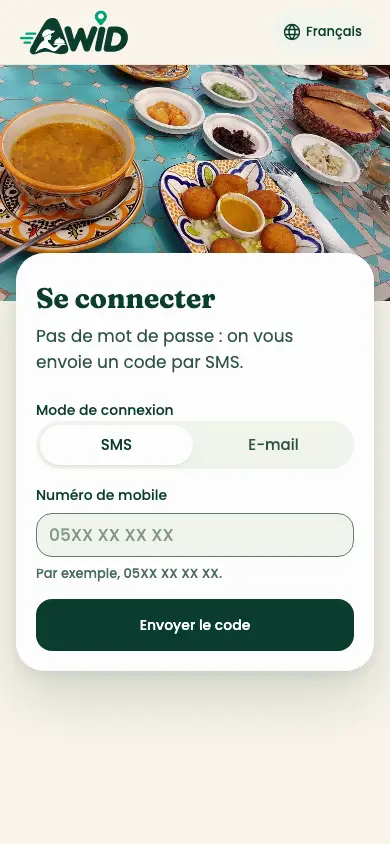 AWID
Français
Se connecter
Pas de mot de passe : on vous
envoie un code par SMS.
Mode de connexion
SMS
E-mail
Numéro de mobile
05XX XX XX XX
Par exemple, 05XX XX XX XX.
Envoyer le code